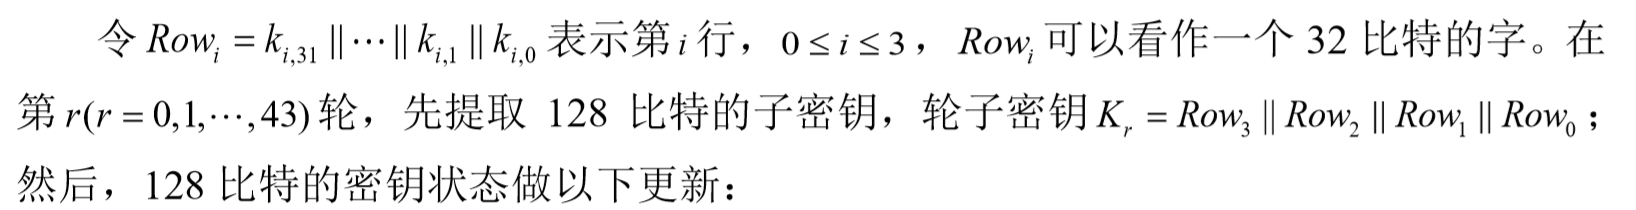 令 Row_i = k_{i,31} || ⋯ || k_{i,1} || k_{i,0} 表示第 i 行，0 ≤ i ≤ 3，Row_i 可以看作一个 32 比特的字。在
第 r(r = 0,1,⋯,43) 轮，先提取 128 比特的子密钥，轮子密钥 K_r = Row_3 || Row_2 || Row_1 || Row_0；
然后，128 比特的密钥状态做以下更新：